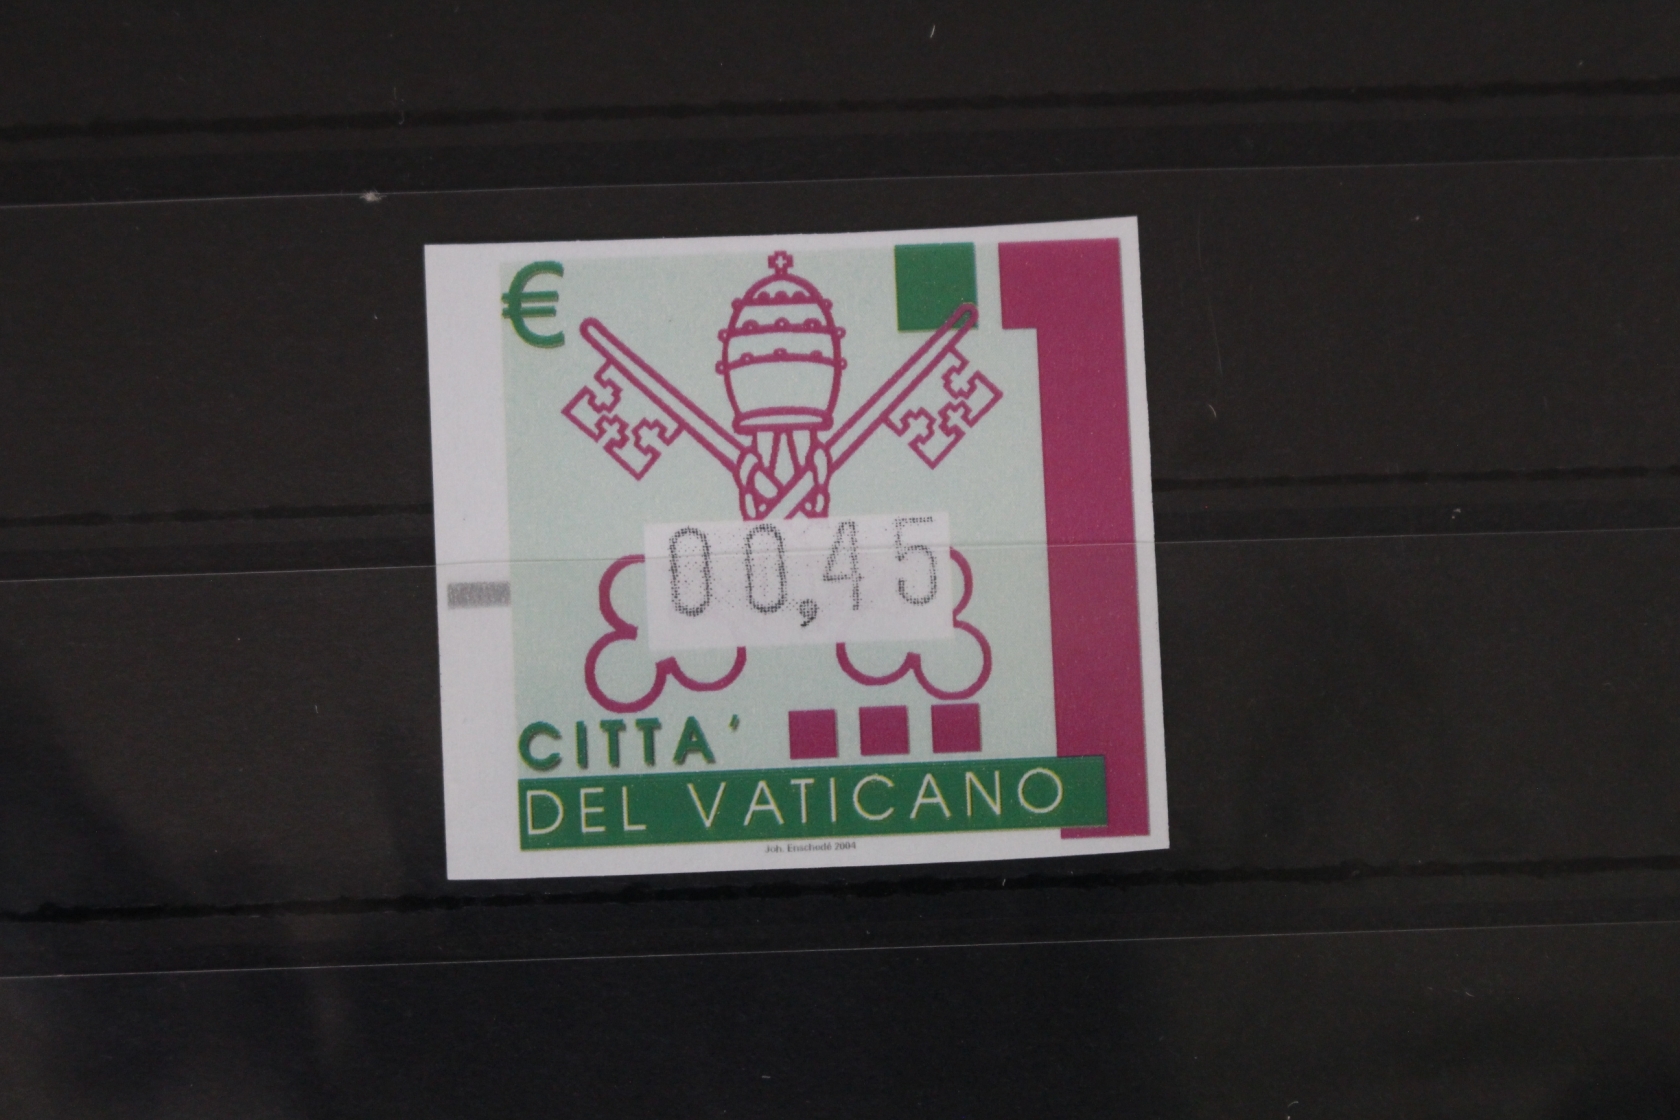 €
00,45
CITTA'
DEL VATICANO
Joh. Enschedé 2004